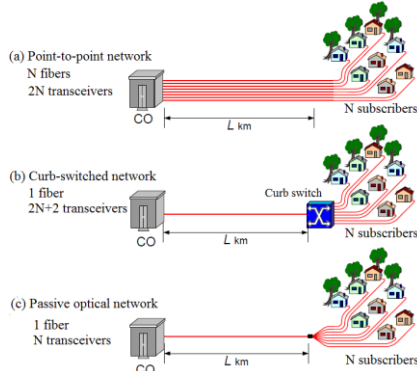 (a) Point-to-point network
N fibers
2N transceivers
CO
L km
N subscribers
(b) Curb-switched network
1 fiber
2N+2 transceivers
Curb switch
CO
L km
N subscribers
(c) Passive optical network
1 fiber
N transceivers
CO
L km
N subscribers